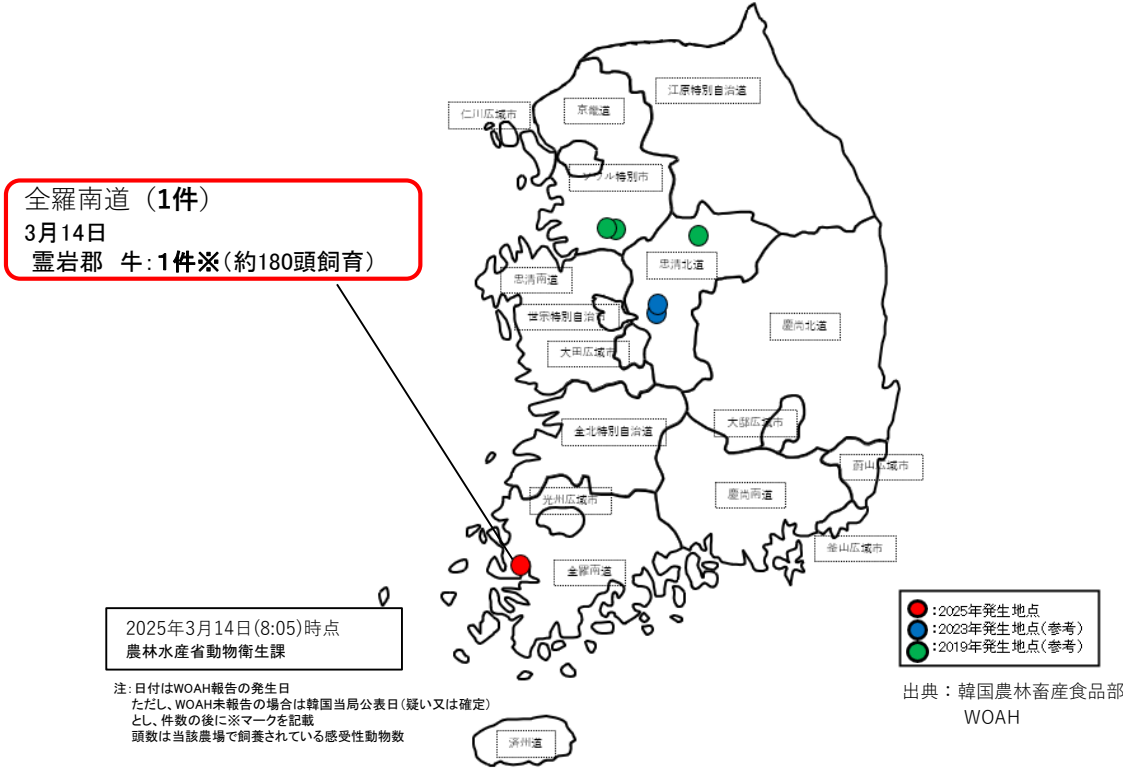 江原特別自治道
仁川広域市
京畿道
ソウル特別市
全羅南道（1件）
3月14日
霊岩郡　牛：1件※（約180頭飼育）
忠清北道
忠清南道
世宗特別自治市
慶尚北道
大田広域市
大邱広域市
全北特別自治道
蔚山広域市
慶尚南道
光州広域市
釜山広域市
全羅南道
2025年3月14日(8:05)時点
農林水産省動物衛生課
:2025年発生地点
:2023年発生地点(参考)
:2019年発生地点(参考)
注：日付はWOAH報告の発生日
ただし、WOAH未報告の場合は韓国当局公表日（疑い又は確定）
とし、件数の後に※マークを記載
頭数は当該農場で飼養されている感受性動物数
出典：韓国農林畜産食品部
WOAH
済州道